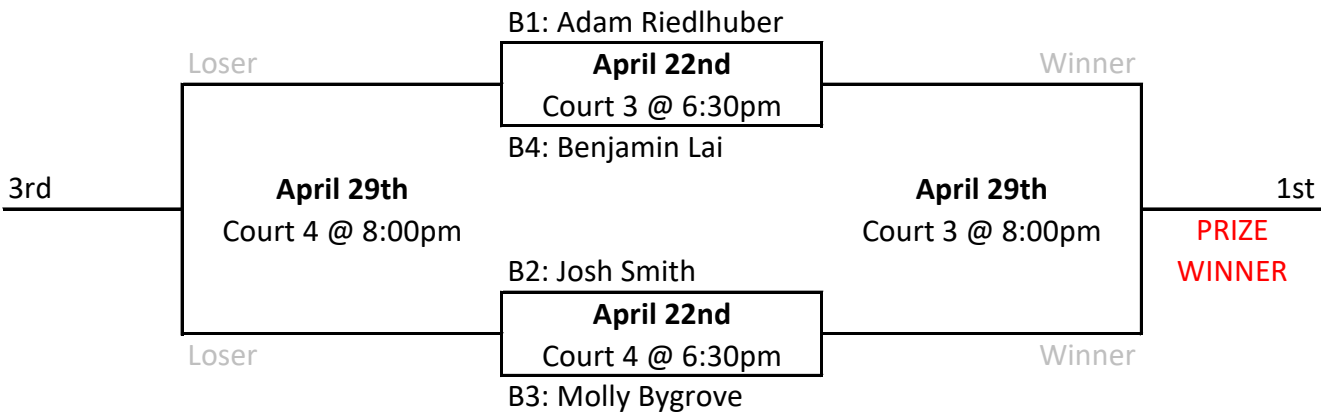 B1: Adam Riedlhuber
Loser
April 22nd
Winner
Court 3 @ 6:30pm
B4: Benjamin Lai
3rd
April 29th
April 29th
1st
Court 4 @ 8:00pm
Court 3 @ 8:00pm
PRIZE
B2: Josh Smith
WINNER
April 22nd
Loser
Court 4 @ 6:30pm
Winner
B3: Molly Bygrove